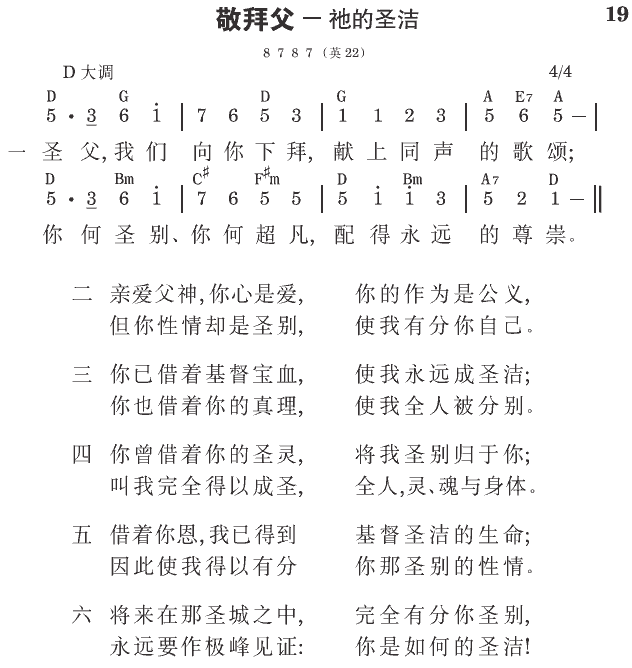 敬拜父－祂的圣洁 19
8 7 8 7 (英 22)
D 大调 4/4
D G D G A E7 A
5 · 3 6 i | 7 6 5 3 | 1 1 2 3 | 5 6 5 – |
一 圣父,我们 向你下拜, 献上同声 的歌颂;
D Bm C# F#m D Bm A7 D
5 · 3 6 i | 7 6 5 5 | 5 i i 3 | 5 2 1 – ‖
你何圣别、你何超凡, 配得永远 的尊崇。
二 亲爱父神,你心是爱, 你的作为是公义,
但你性情却是圣别, 使我有分你自己。
三 你已借着基督宝血, 使我永远成圣洁;
你也借着你的真理, 使我全人被分别。
四 你曾借着你的圣灵, 将我圣别归于你;
叫我完全得以成圣, 全人,灵、魂与身体。
五 借着你恩,我已得到 基督圣洁的生命;
因此使我得以有分 你那圣别的性情。
六 将来在那圣城之中, 完全有分你圣别,
永远要作极峰见证: 你是如何的圣洁!